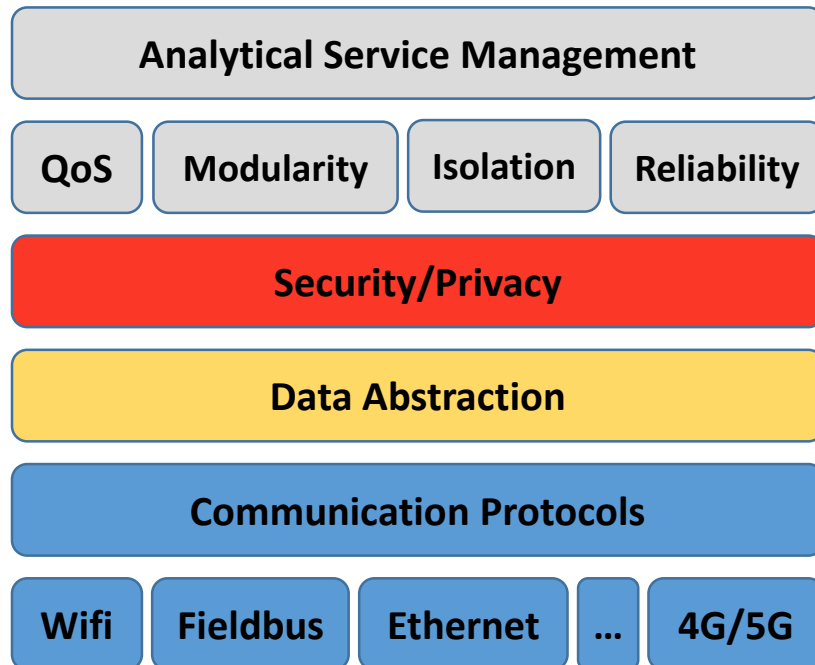 Analytical Service Management
QoS Modularity Isolation Reliability
Security/Privacy
Data Abstraction
Communication Protocols
Wifi Fieldbus Ethernet ... 4G/5G